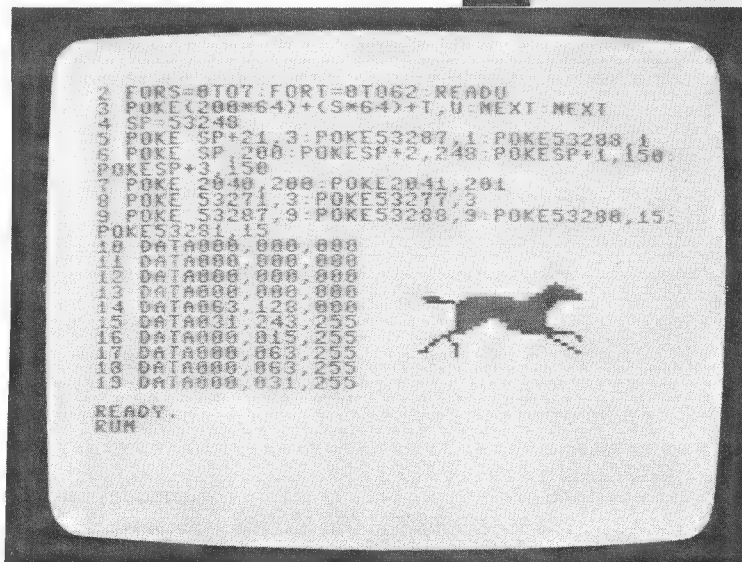 2 FORS=0TO7:FORT=0TO62:READU
3 POKE(200*64)+(S*64)+T,U:NEXT:NEXT
4 SP=53248
5 POKE SP+21,3:POKE53287,1:POKE53288,1
6 POKE SP,200:POKESP+2,248:POKESP+1,150:
POKESP+3,150
7 POKE 2040,200:POKE2041,201
8 POKE 53271,3:POKE53277,3
9 POKE 53287,9:POKE53288,9:POKE53280,15:
POKE53281,15
10 DATA000,000,000
11 DATA000,000,000
12 DATA000,000,000
13 DATA000,000,000
14 DATA063,128,000
15 DATA031,243,255
16 DATA000,015,255
17 DATA000,063,255
18 DATA000,063,255
19 DATA000,031,255
READY.
RUN